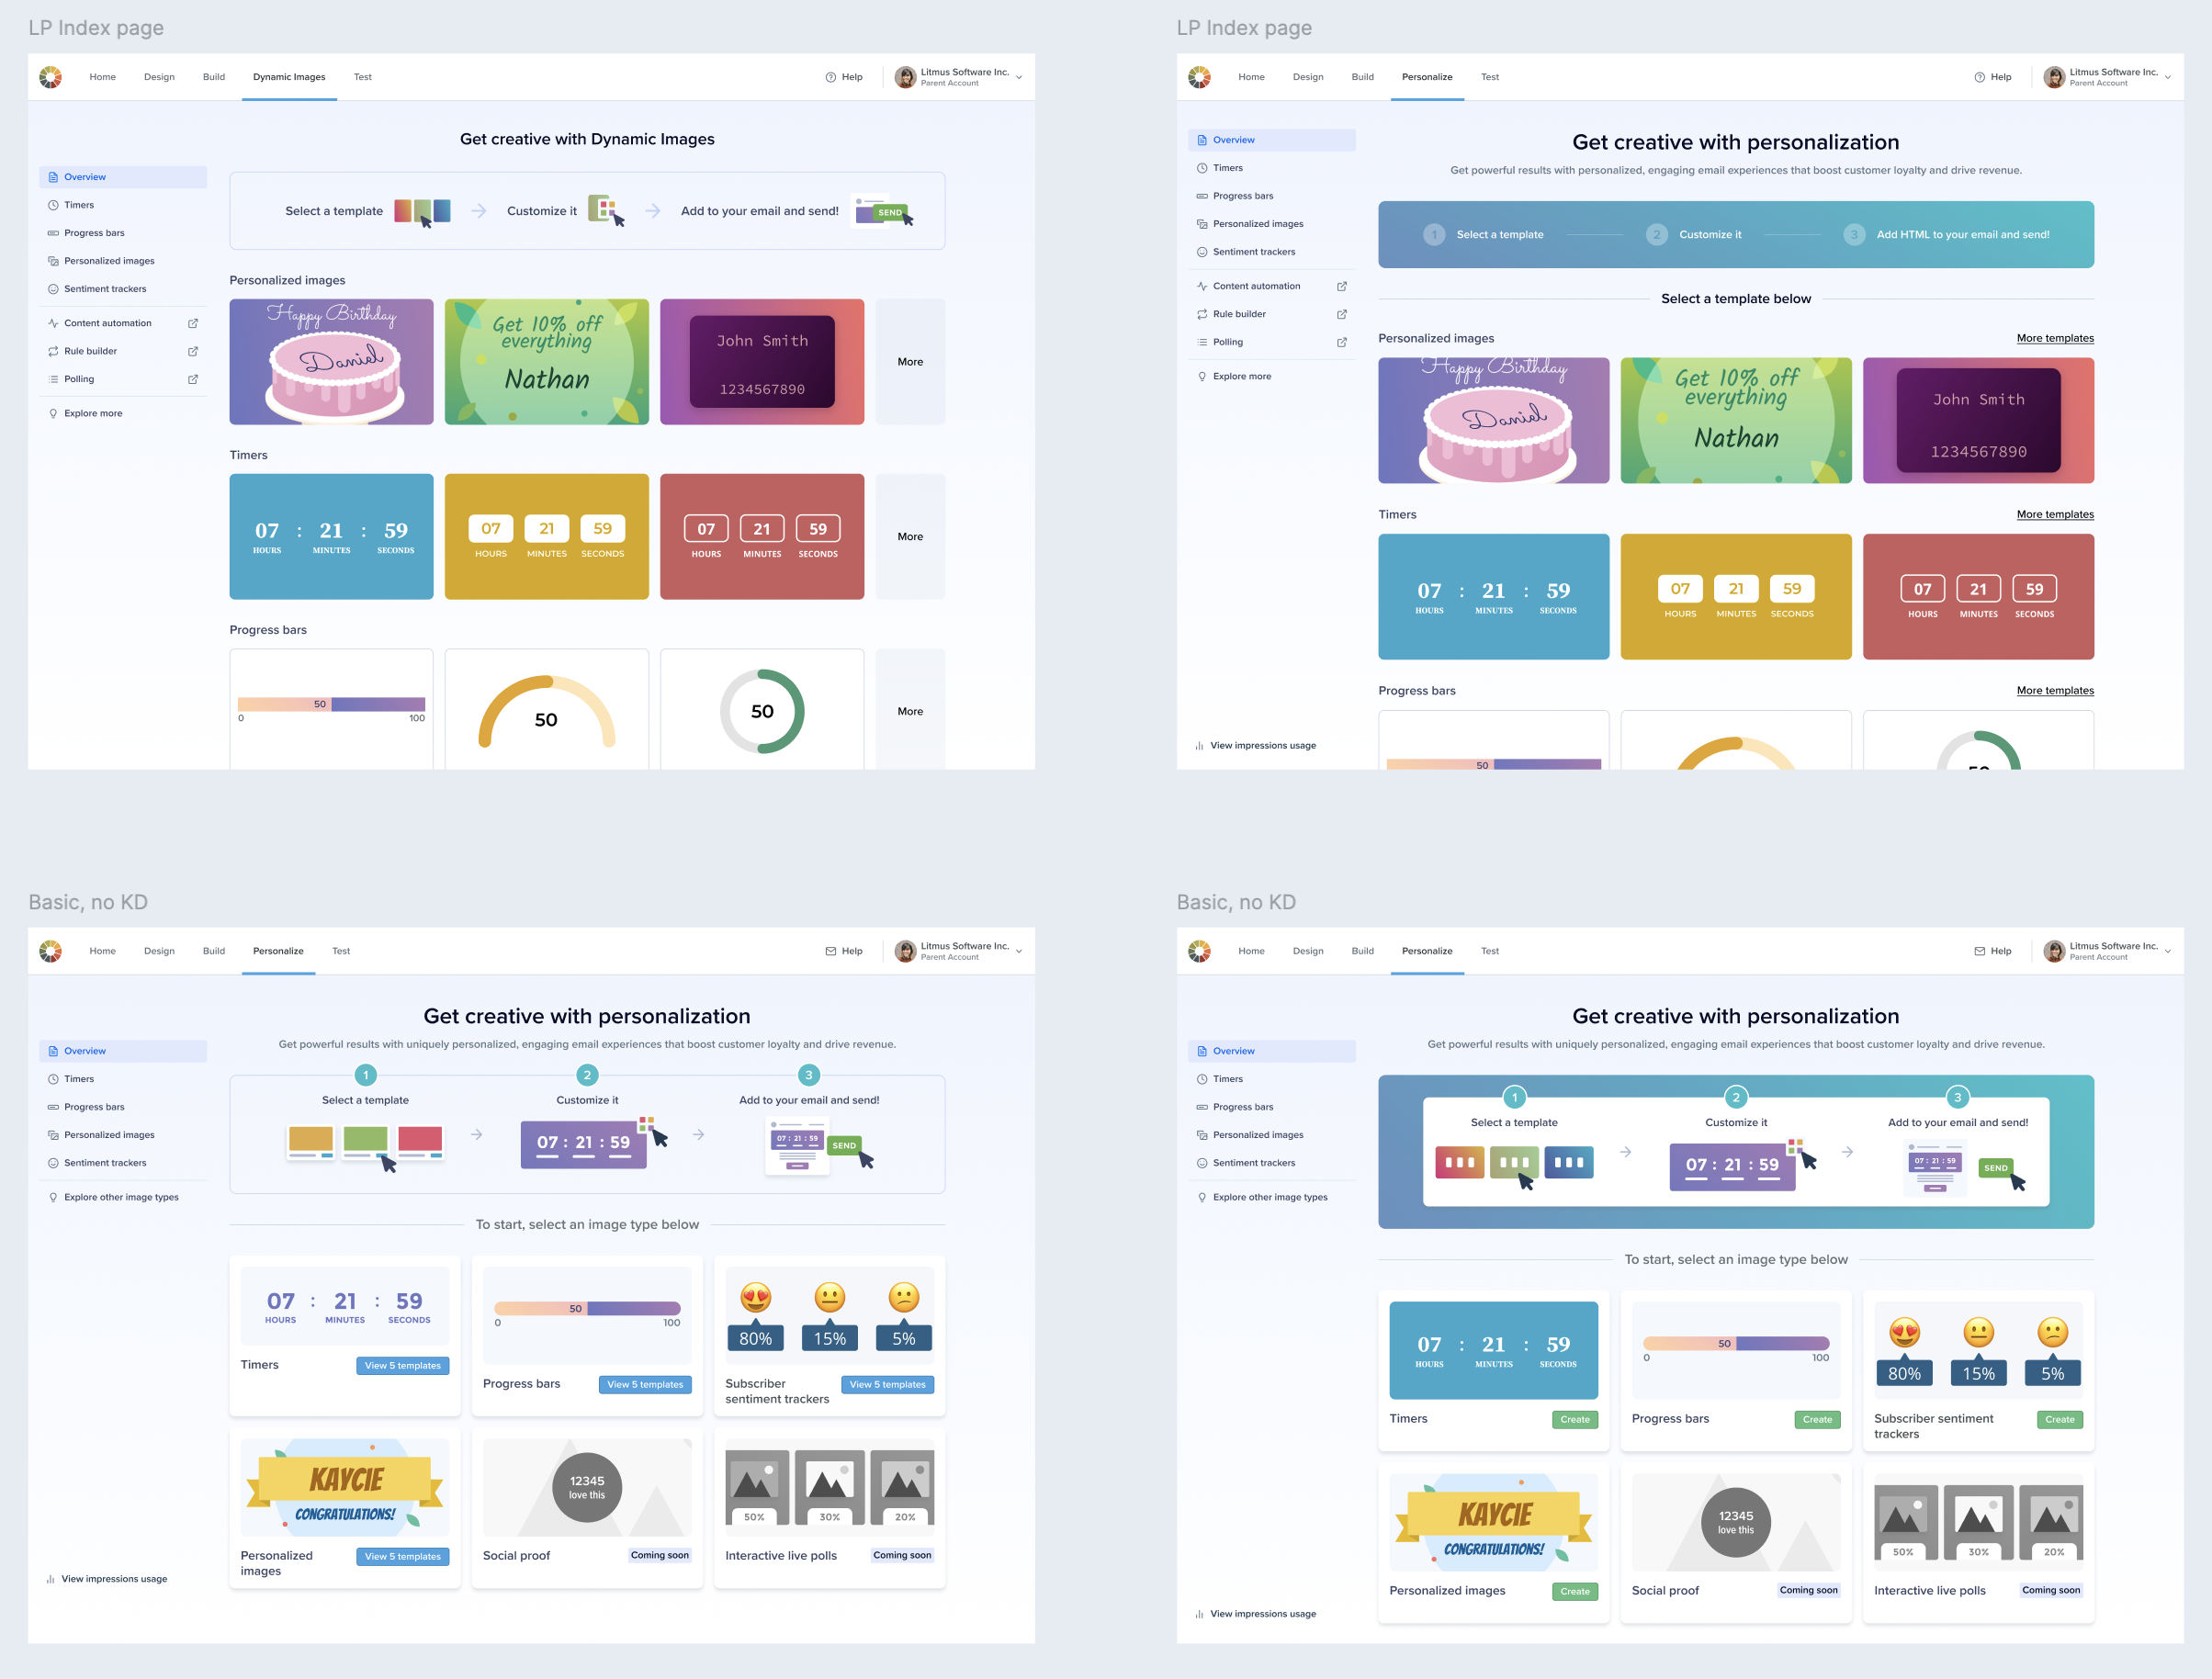 LP Index page
Home Design Build Dynamic Images Test
Help
Litmus Software Inc.
Parent Account
Get creative with Dynamic Images
Overview
Timers
Progress bars
Personalized images
Sentiment trackers
Content automation
Rule builder
Polling
Explore more
Select a template
Customize it
Add to your email and send!
SEND
Personalized images
Happy Birthday
Daniel
Get 10% off
everything
Nathan
John Smith
1234567890
More
Timers
07 : 21 : 59
HOURS MINUTES SECONDS
07 21 59
HOURS MINUTES SECONDS
07 21 59
HOURS MINUTES SECONDS
More
Progress bars
50
0 100
50
50
More
LP Index page
Home Design Build Personalize Test
Help
Litmus Software Inc.
Parent Account
Overview
Timers
Progress bars
Personalized images
Sentiment trackers
Content automation
Rule builder
Polling
Explore more
View impressions usage
Get creative with personalization
Get powerful results with personalized, engaging email experiences that boost customer loyalty and drive revenue.
1 Select a template
2 Customize it
3 Add HTML to your email and send!
Select a template below
Personalized images
More templates
Happy Birthday
Daniel
Get 10% off
everything
Nathan
John Smith
1234567890
Timers
More templates
07 : 21 : 59
HOURS MINUTES SECONDS
07 21 59
HOURS MINUTES SECONDS
07 21 59
HOURS MINUTES SECONDS
Progress bars
More templates
50
50
Basic, no KD
Home Design Build Personalize Test
Help
Litmus Software Inc.
Parent Account
Overview
Timers
Progress bars
Personalized images
Sentiment trackers
Explore other image types
View impressions usage
Get creative with personalization
Get powerful results with uniquely personalized, engaging email experiences that boost customer loyalty and drive revenue.
1
Select a template
2
Customize it
07 : 21 : 59
3
Add to your email and send!
07 : 21 : 59
SEND
To start, select an image type below
07 : 21 : 59
HOURS MINUTES SECONDS
Timers
View 5 templates
50
0 100
Progress bars
View 5 templates
80% 15% 5%
Subscriber
sentiment trackers
View 5 templates
KAYCIE
CONGRATULATIONS!
Personalized
images
View 5 templates
12345
love this
Social proof
Coming soon
50% 30% 20%
Interactive live polls
Coming soon
Basic, no KD
Home Design Build Personalize Test
Help
Litmus Software Inc.
Parent Account
Overview
Timers
Progress bars
Personalized images
Sentiment trackers
Explore other image types
View impressions usage
Get creative with personalization
Get powerful results with uniquely personalized, engaging email experiences that boost customer loyalty and drive revenue.
1
Select a template
2
Customize it
07 : 21 : 59
3
Add to your email and send!
07 : 21 : 59
SEND
To start, select an image type below
07 : 21 : 59
HOURS MINUTES SECONDS
Timers
Create
50
0 100
Progress bars
Create
80% 15% 5%
Subscriber sentiment
trackers
Create
KAYCIE
CONGRATULATIONS!
Personalized images
Create
12345
love this
Social proof
Coming soon
50% 30% 20%
Interactive live polls
Coming soon